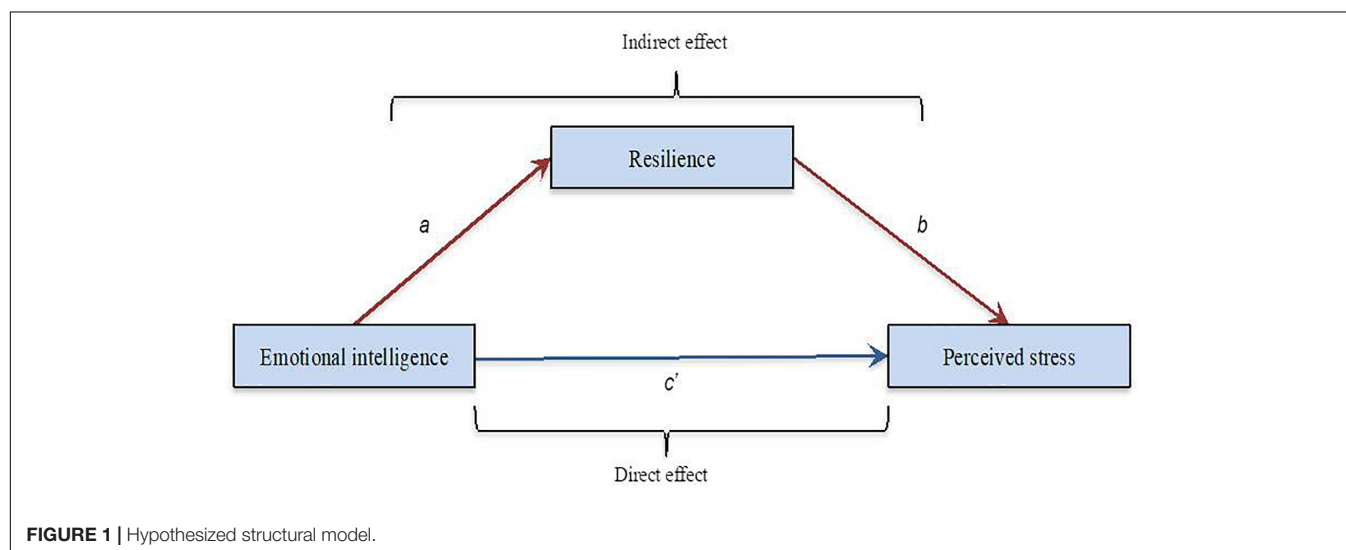 Indirect effect
Resilience
a
b
Emotional intelligence
Perceived stress
c'
Direct effect
FIGURE 1 | Hypothesized structural model.